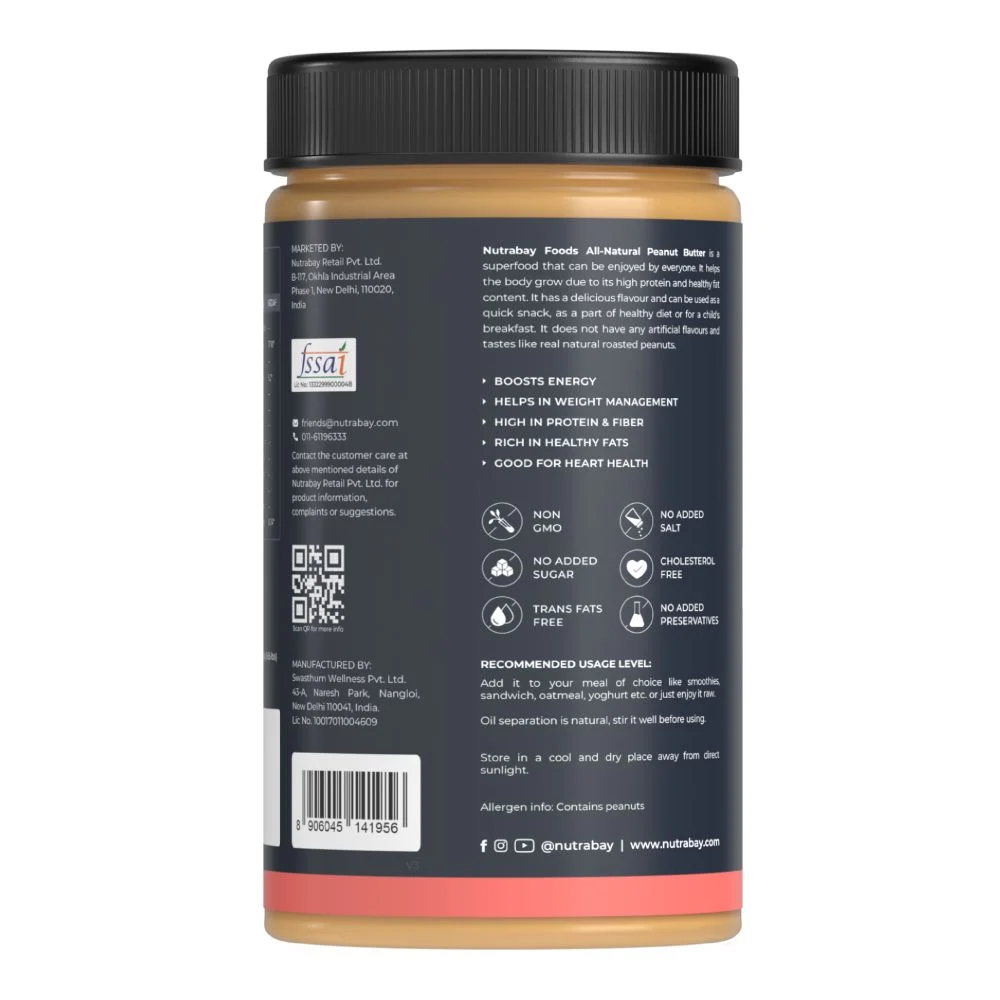 MARKETED BY:
Nutrabay Retail Pvt. Ltd.
B-117, Okhla Industrial Area
Phase 1, New Delhi, 110020,
India
fssai
Lic No: 13322999000048
friends@nutrabay.com
011-61196333
Contact the customer care at
above mentioned details of
Nutrabay Retail Pvt. Ltd. for
product information,
complaints or suggestions.
Scan QR for more info
MANUFACTURED BY:
Swasthum Wellness Pvt. Ltd.
43-A, Naresh Park, Nangloi,
New Delhi 110041, India.
Lic No. 10017011004609
8 906045 141956
V3
Nutrabay Foods All-Natural Peanut Butter is a
superfood that can be enjoyed by everyone. It helps
the body grow due to its high protein and healthy fat
content. It has a delicious flavour and can be used as a
quick snack, as a part of healthy diet or for a child's
breakfast. It does not have any artificial flavours and
tastes like real natural roasted peanuts.
BOOSTS ENERGY
HELPS IN WEIGHT MANAGEMENT
HIGH IN PROTEIN & FIBER
RICH IN HEALTHY FATS
GOOD FOR HEART HEALTH
NON
GMO
NO ADDED
SALT
NO ADDED
SUGAR
CHOLESTEROL
FREE
TRANS FATS
FREE
NO ADDED
PRESERVATIVES
RECOMMENDED USAGE LEVEL:
Add it to your meal of choice like smoothies,
sandwich, oatmeal, yoghurt etc. or just enjoy it raw.
Oil separation is natural, stir it well before using.
Store in a cool and dry place away from direct
sunlight.
Allergen info: Contains peanuts
@nutrabay | www.nutrabay.com